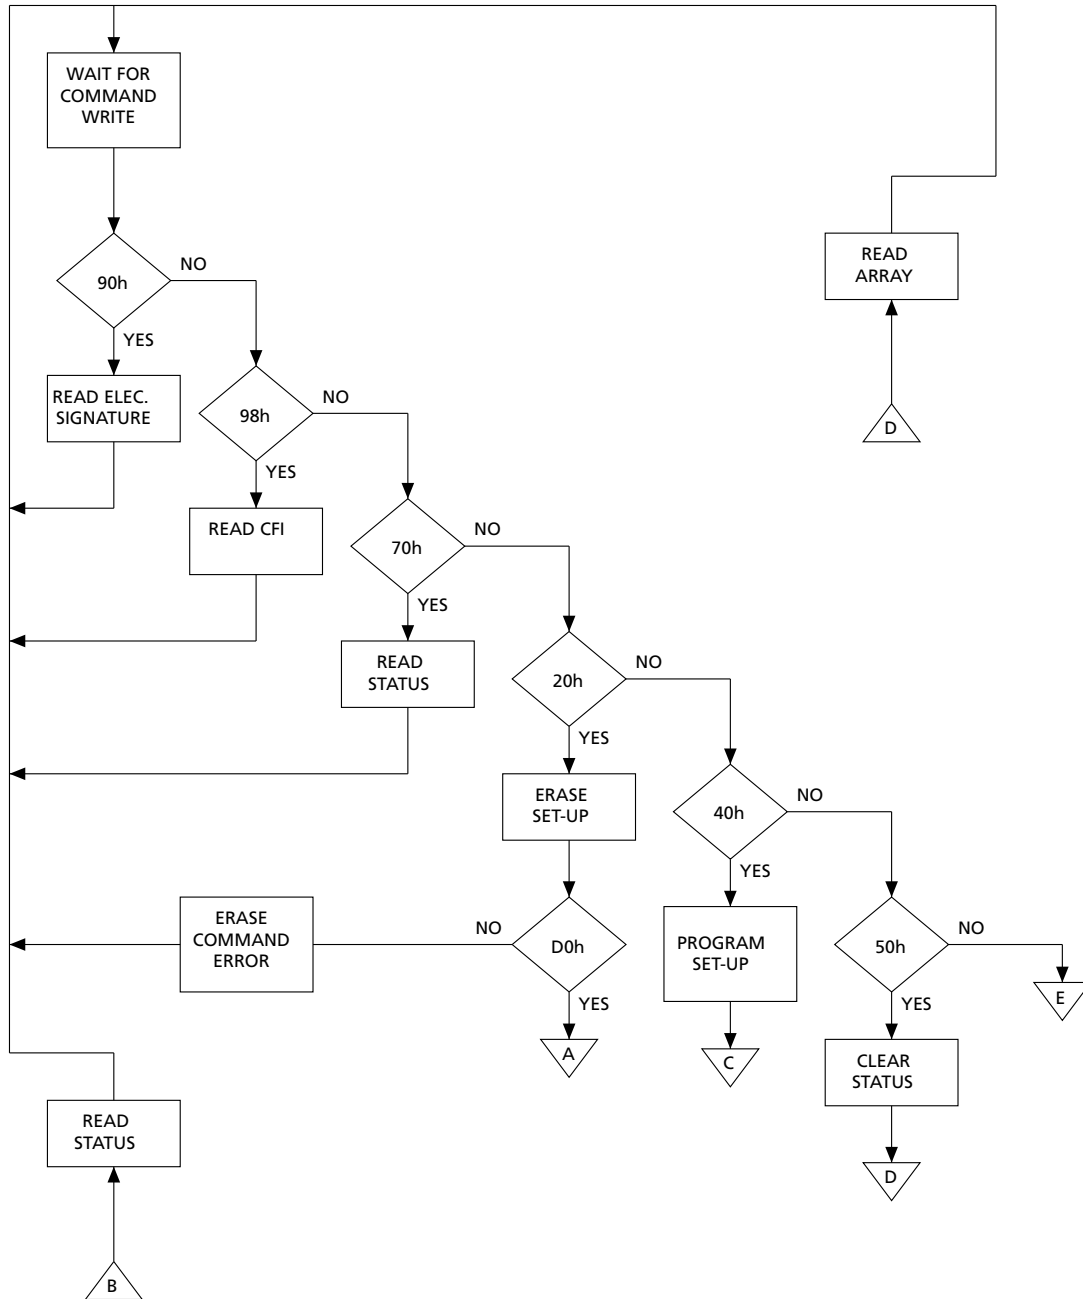 WAIT FOR
COMMAND
WRITE
90h
NO
YES
READ ELEC.
SIGNATURE
READ
ARRAY
D
98h
NO
YES
READ CFI
70h
NO
YES
READ
STATUS
20h
NO
YES
ERASE
SET-UP
40h
NO
YES
PROGRAM
SET-UP
C
D0h
NO
YES
ERASE
COMMAND
ERROR
A
50h
NO
YES
E
CLEAR
STATUS
D
READ
STATUS
B